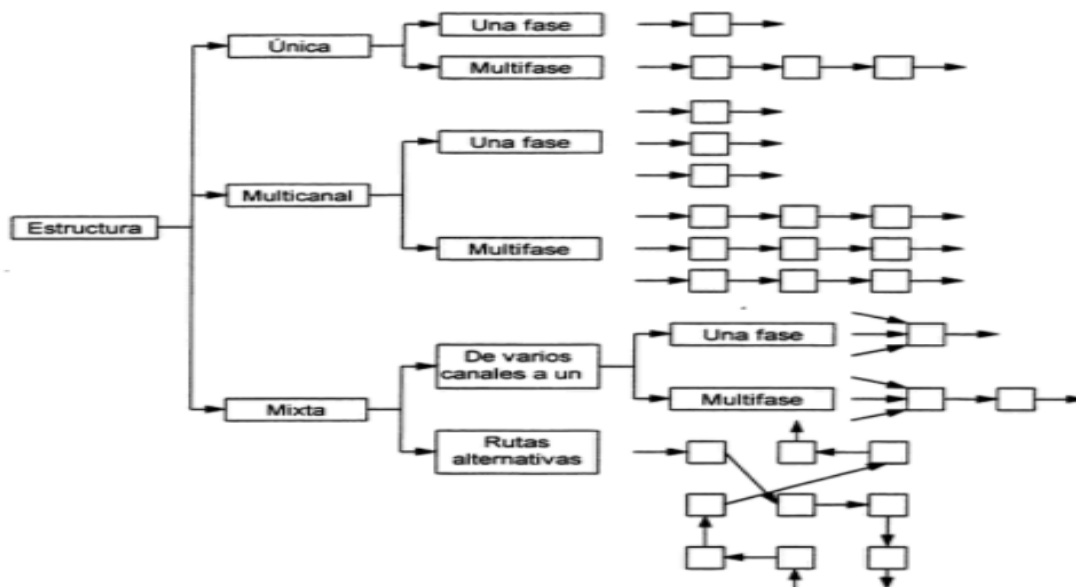 Una fase
Única
Multifase
Una fase
Multicanal
Estructura
Multifase
Una fase
De varios
canales a un
Multifase
Mixta
Rutas
alternativas